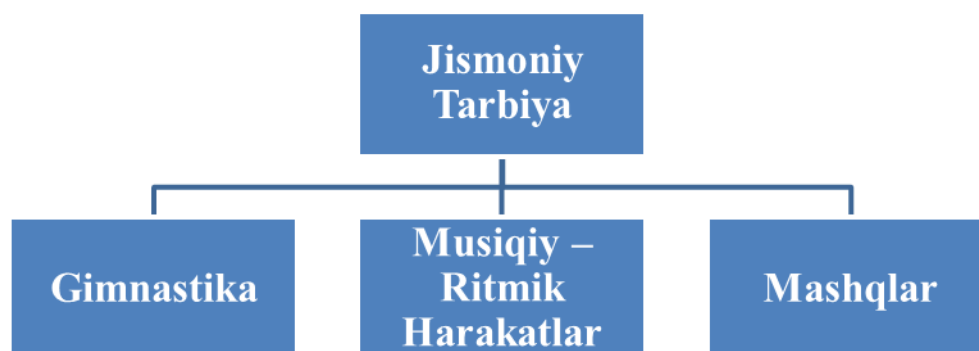 Jismoniy
Tarbiya
Gimnastika
Musiqiy –
Ritmik
Harakatlar
Mashqlar